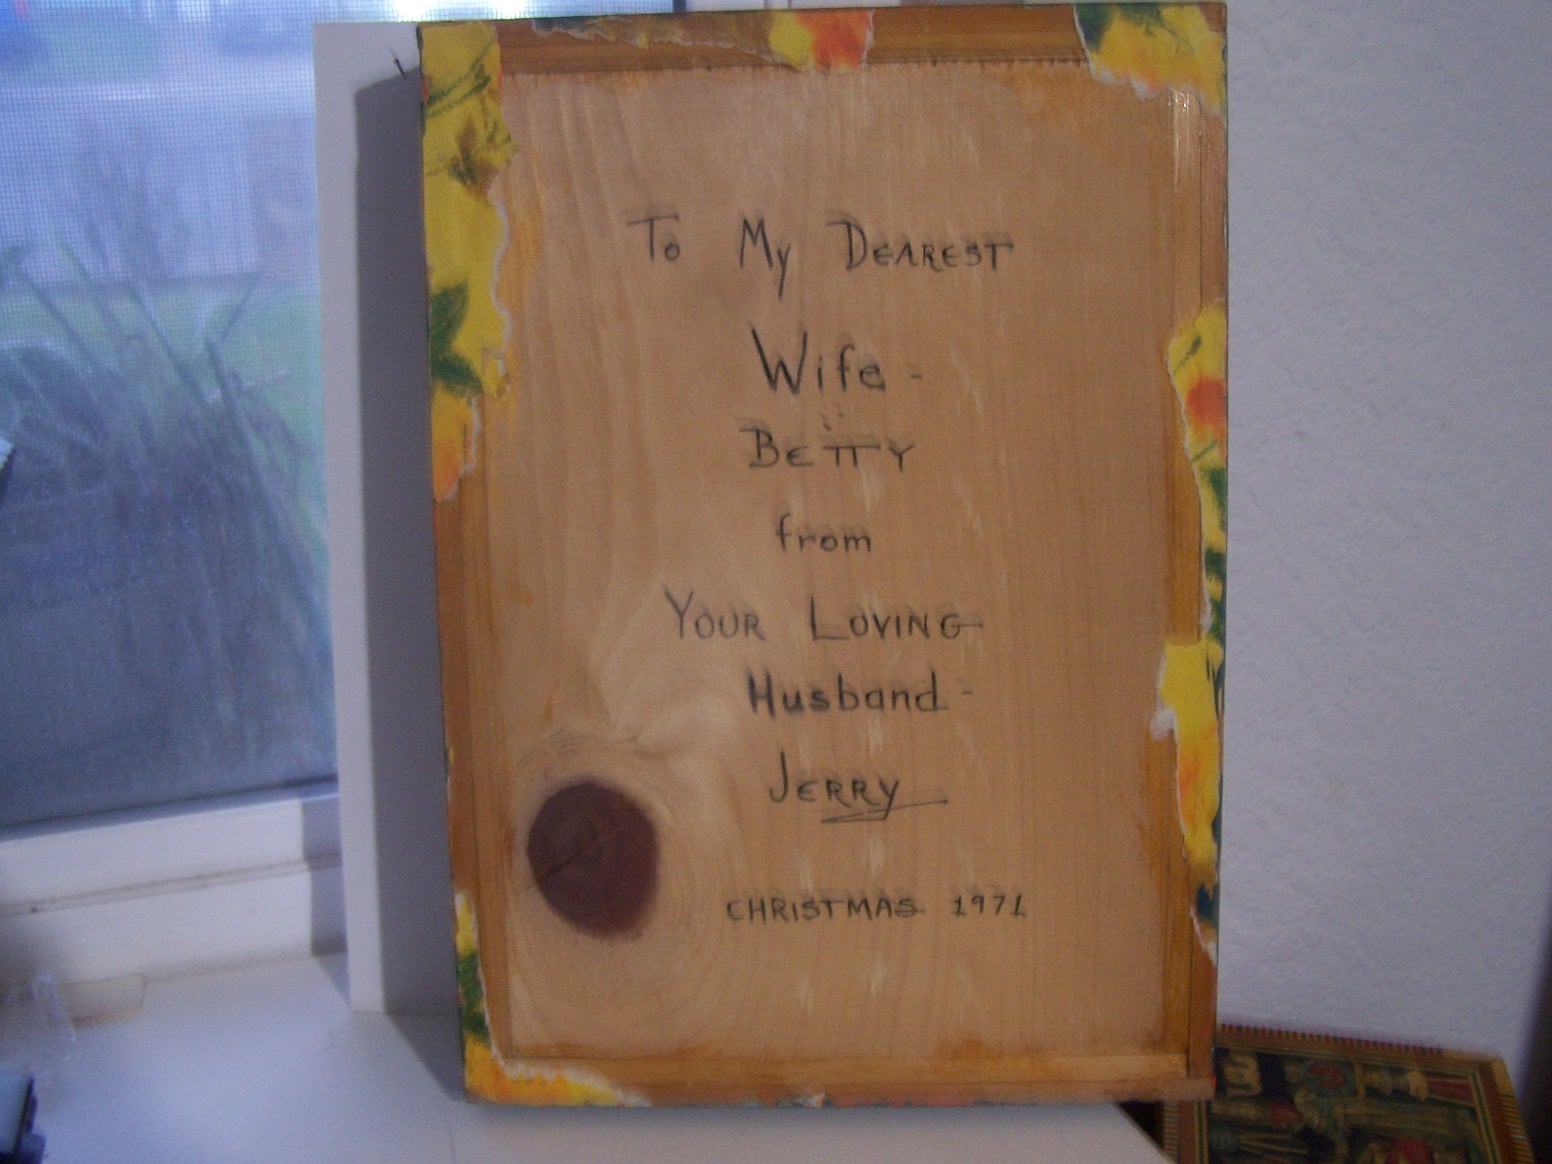 To My DEAREST
Wife -
BETTY
from
YOUR LOVING
Husband -
JERRY
CHRISTMAS 1971